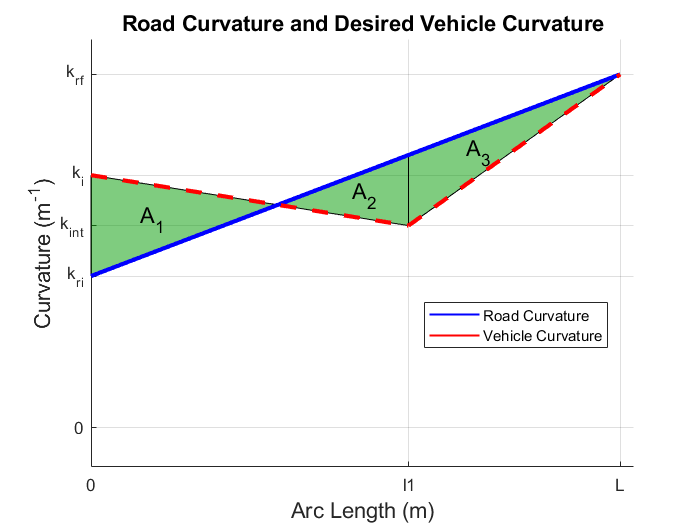 Road Curvature and Desired Vehicle Curvature
k_rf
k_i
k_int
k_ri
0
Curvature (m^-1)
A_1
A_2
A_3
Road Curvature
Vehicle Curvature
0
l1
L
Arc Length (m)